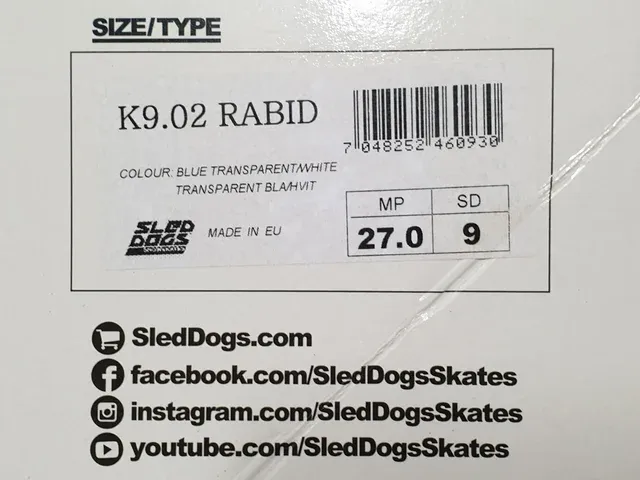 SIZE/TYPE
K9.02 RABID
7 048252 460930
COLOUR: BLUE TRANSPARENT/WHITE
TRANSPARENT BLA/HVIT
SLED DOGS
MADE IN EU
MP SD
27.0 9
SledDogs.com
facebook.com/SledDogsSkates
instagram.com/SledDogsSkates
youtube.com/SledDogsSkates